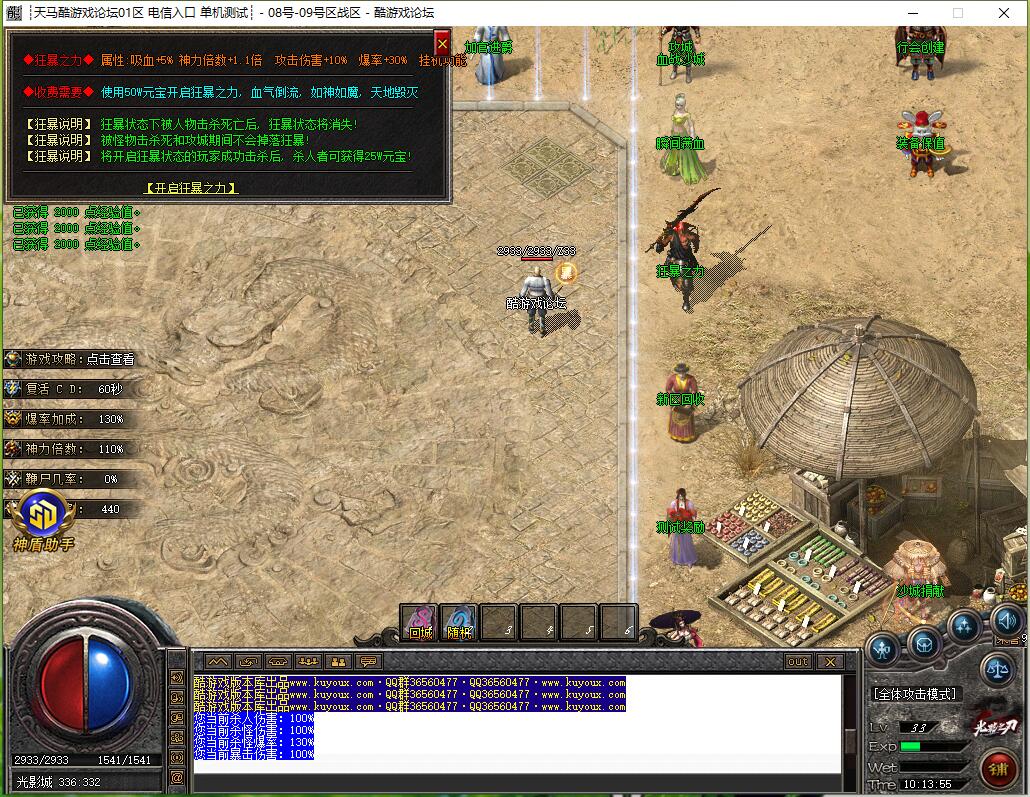 天马酷游戏论坛01区 电信入口 单机测试 - 08号-09号区战区 - 酷游戏论坛
◆狂暴之力◆ 属性:吸血+5% 神力倍数+1.1倍 攻击伤害+10% 爆率+30% 挂机功能
◆收费需要◆ 使用50W元宝开启狂暴之力，血气倒流，如神如魔，天地毁灭
【狂暴说明】 狂暴状态下被人物击杀死亡后，狂暴状态将消失!
【狂暴说明】 被怪物击杀死和攻城期间不会掉落狂暴!
【狂暴说明】 将开启狂暴状态的玩家成功击杀后，杀人者可获得25W元宝!
【开启狂暴之力】
已获得 2000 点经验值。
已获得 2000 点经验值。
已获得 2000 点经验值。
加官进爵
攻城
血战沙城
行会创建
瞬间满血
装备保值
2933/2933/Z33
酷游戏论坛
狂暴之力
新区回收
测试奖励
沙城捐献
游戏攻略：点击查看
复活 C D： 60秒
爆率加成： 130%
神力倍数： 110%
鞭尸几率： 0%
440
神盾助手
回城
随机
3
4
5
6
out
酷游戏版本库出品www.kuyoux.com·QQ群36560477·QQ36560477·www.kuyoux.com
酷游戏版本库出品www.kuyoux.com·QQ群36560477·QQ36560477·www.kuyoux.com
酷游戏版本库出品www.kuyoux.com·QQ群36560477·QQ36560477·www.kuyoux.com
您当前杀人伤害：100%
您当前杀怪伤害：100%
您当前杀怪爆率：130%
您当前暴击伤害：100%
2933/2933
1541/1541
光影城 336:332
[全体攻击模式]
Lv 33
光影之刃
Exp
Wet
Time 10:13:55